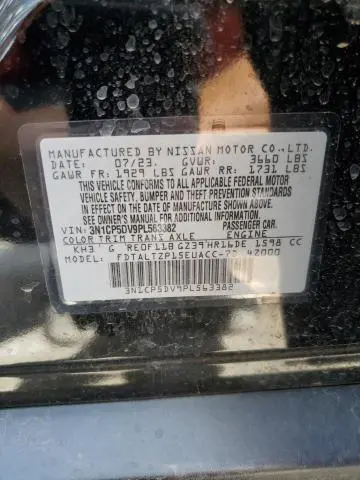 MANUFACTURED BY NISSAN MOTOR CO.,LTD.
DATE: 07/23. GVWR: 3660 LBS
GAWR FR: 1929 LBS GAWR RR: 1731 LBS
THIS VEHICLE CONFORMS TO ALL APPLICABLE FEDERAL MOTOR
VEHICLE SAFETY, BUMPER AND THEFT PREVENTION STANDARDS
IN EFFECT ON THE DATE OF MANUFACTURE SHOWN ABOVE.
SEE OWNER'S MANUAL FOR ADDITIONAL INFORMATION.
VIN: 3N1CP5DV9PL563382 PASSENGER CAR.
COLOR TRIM TRANS AXLE ENGINE
KH3 G RE0F11B GZ39 HR16DE 1598 CC
MODEL: FDTALTZP15EUACC-7D 42000
3N1CP5DV9PL563382